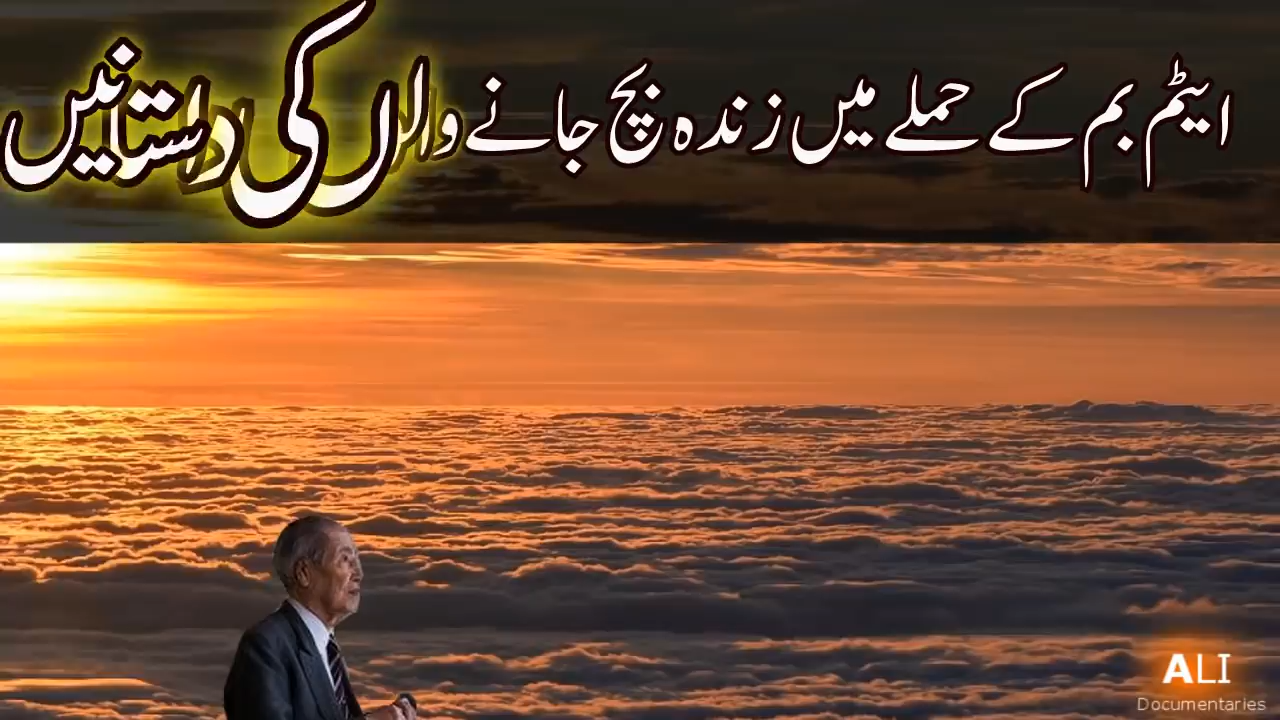 ایٹم بم کے حملے میں زندہ بچ جانے والوں کی داستانیں
ALI
Documentaries